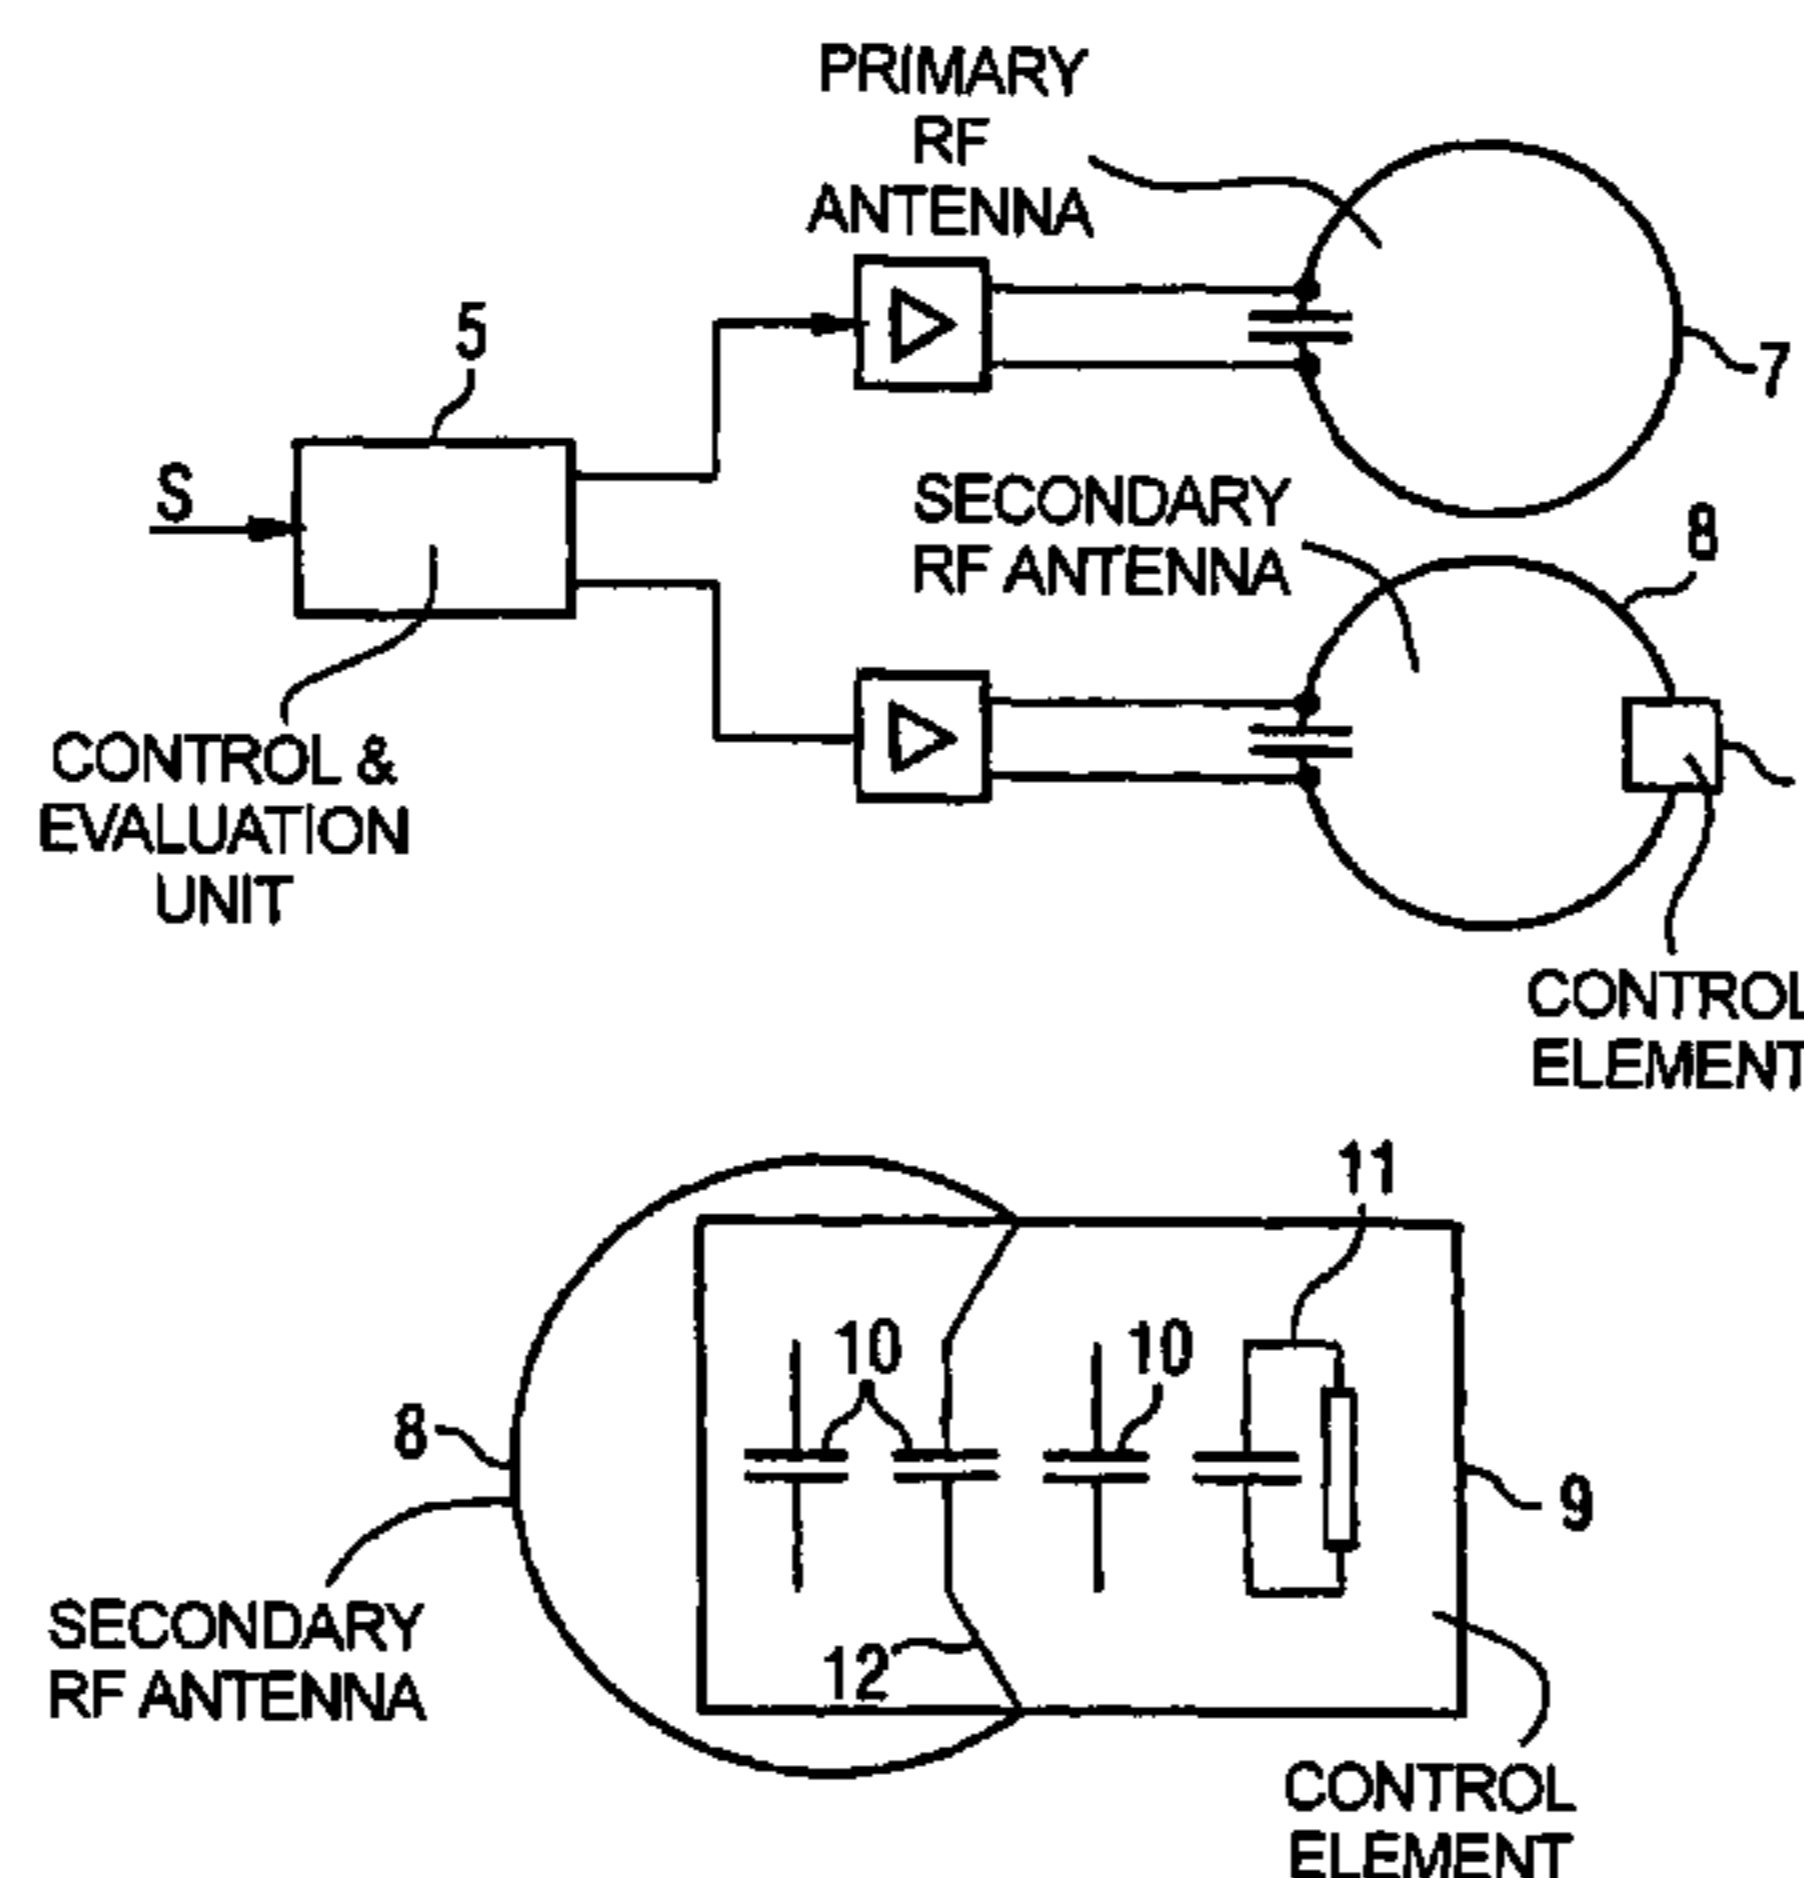 PRIMARY
RF
ANTENNA
5
7
S
SECONDARY
RF ANTENNA
8
CONTROL &
EVALUATION
UNIT
CONTROL
ELEMENT
11
10
10
8
9
12
SECONDARY
RF ANTENNA
CONTROL
ELEMENT